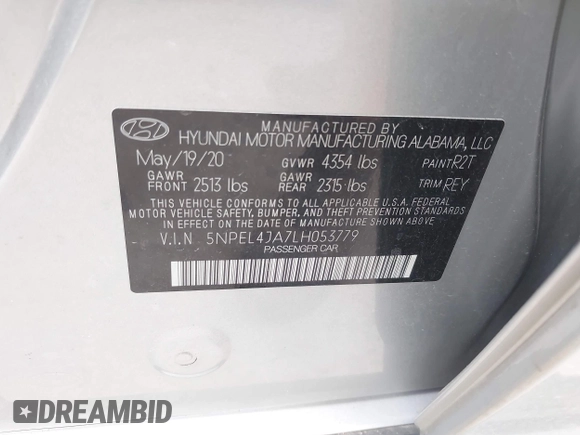 MANUFACTURED BY
HYUNDAI MOTOR MANUFACTURING ALABAMA, LLC
May/19/20 GVWR 4354 lbs PAINT R2T
GAWR FRONT 2513 lbs GAWR REAR 2315 lbs TRIM REY
THIS VEHICLE CONFORMS TO ALL APPLICABLE U.S.A. FEDERAL
MOTOR VEHICLE SAFETY, BUMPER, AND THEFT PREVENTION STANDARDS
IN EFFECT ON THE DATE OF MANUFACTURE SHOWN ABOVE.
V.I.N 5NPEL4JA7LH053779
PASSENGER CAR
DREAMBID